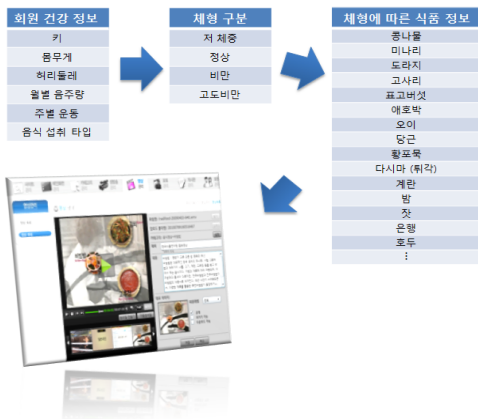 회원 건강 정보
키
몸무게
허리둘레
월별 음주량
주별 운동
음식 섭취 타입
체형 구분
저 체중
정상
비만
고도비만
체형에 따른 식품 정보
콩나물
미나리
도라지
고사리
표고버섯
애호박
오이
당근
황포묵
다시마 (튀각)
계란
밤
잣
은행
호두
⋮